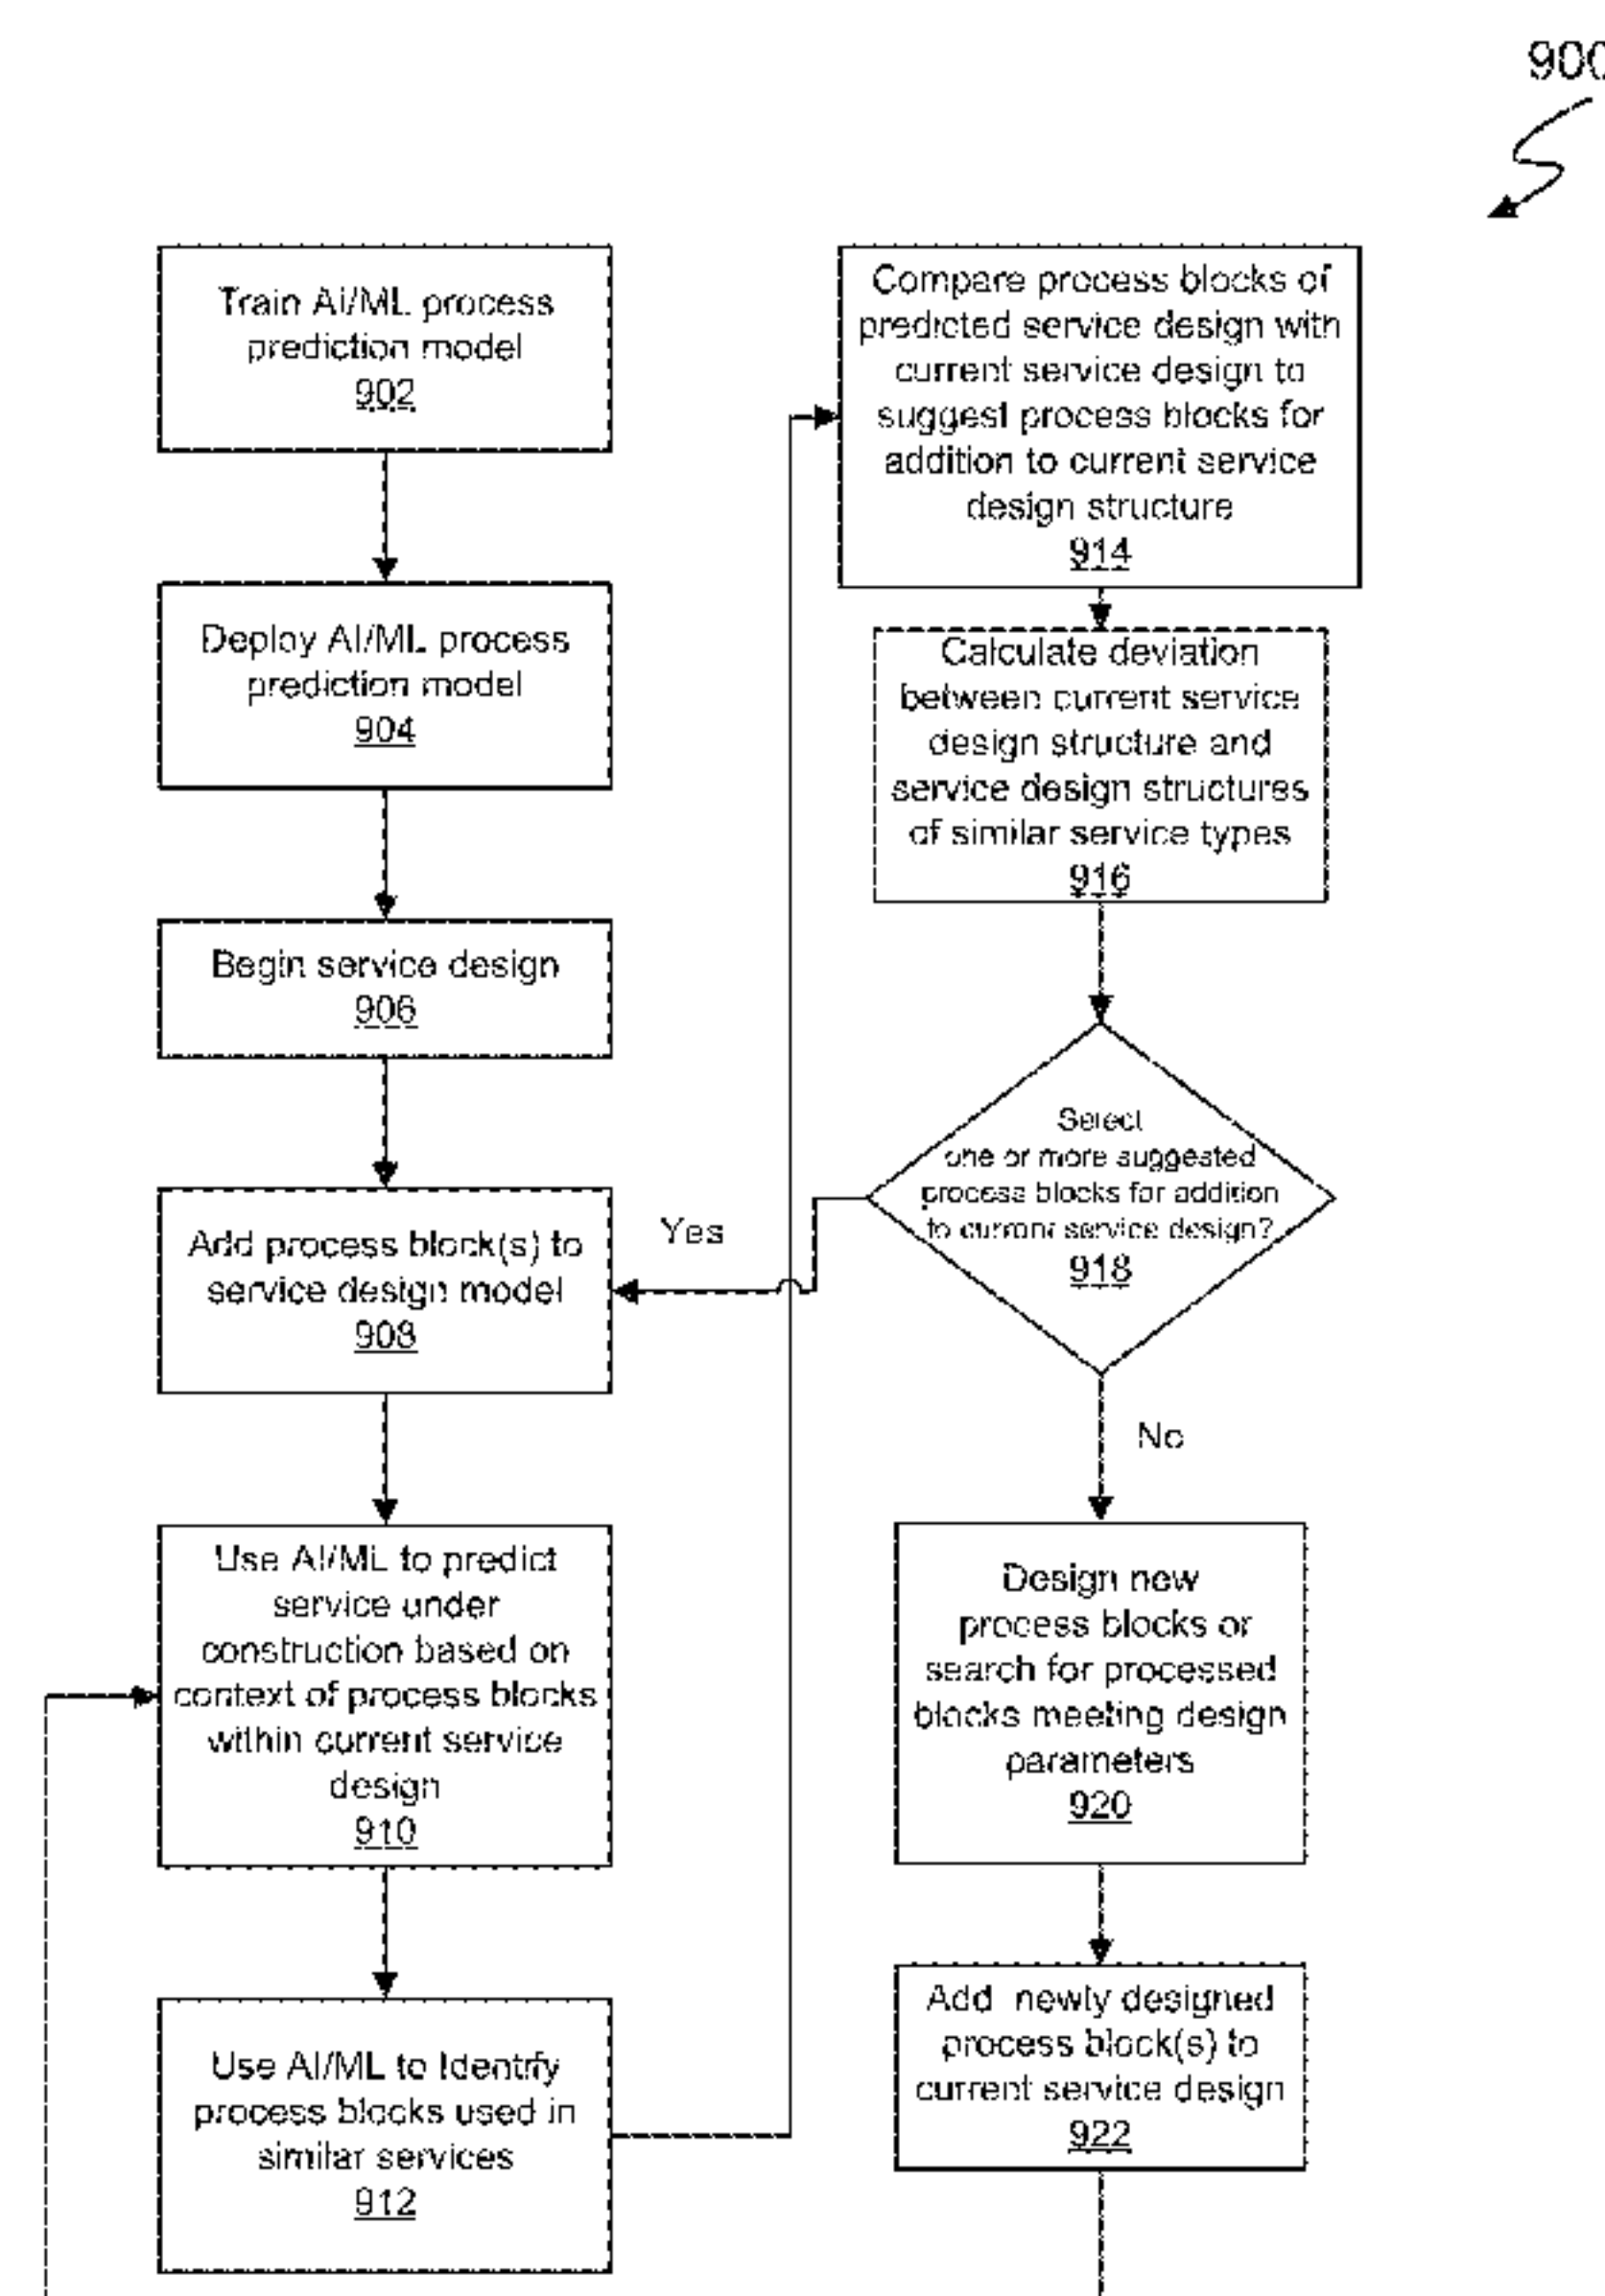 900
Train AI/ML process
prediction model
902
Deploy AI/ML process
prediction model
904
Begin service design
906
Add process block(s) to
service design model
908
Use AI/ML to predict
service under
construction based on
context of process blocks
within current service
design
910
Use AI/ML to Identify
process blocks used in
similar services
912
Compare process blocks of
predicted service design with
current service design to
suggest process blocks for
addition to current service
design structure
914
Calculate deviation
between current service
design structure and
service design structures
of similar service types
916
Select
one or more suggested
process blocks for addition
to current service design?
918
Yes
No
Design new
process blocks or
search for processed
blocks meeting design
parameters
920
Add newly designed
process block(s) to
current service design
922